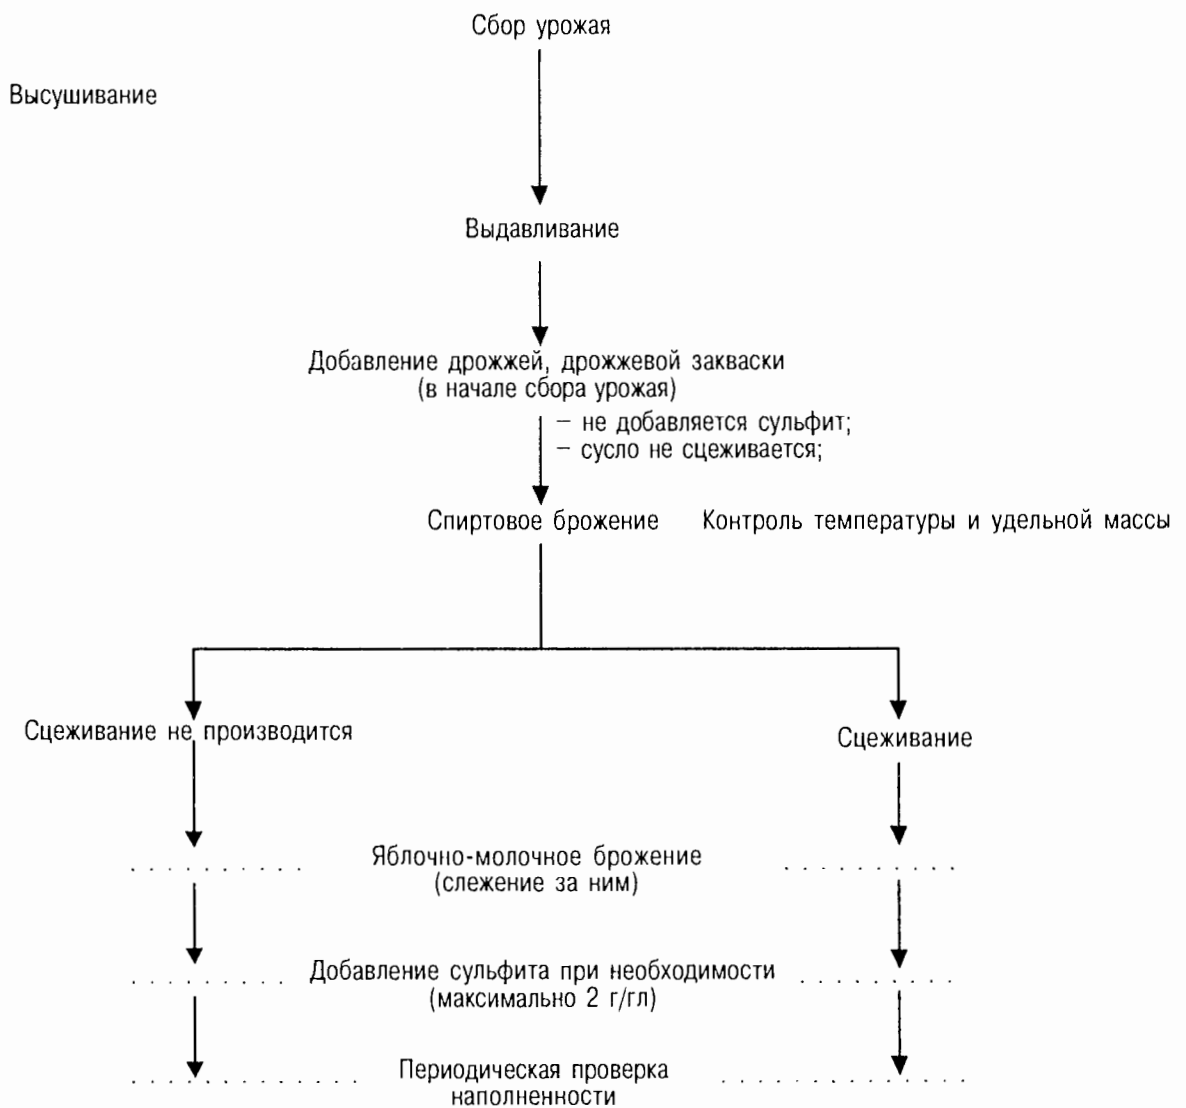 Сбор урожая
Высушивание
Выдавливание
Добавление дрожжей, дрожжевой закваски
(в начале сбора урожая)
– не добавляется сульфит;
– сусло не сцеживается;
Спиртовое брожение Контроль температуры и удельной массы
Сцеживание не производится
Сцеживание
Яблочно-молочное брожение
(слежение за ним)
Добавление сульфита при необходимости
(максимально 2 г/гл)
Периодическая проверка
наполненности